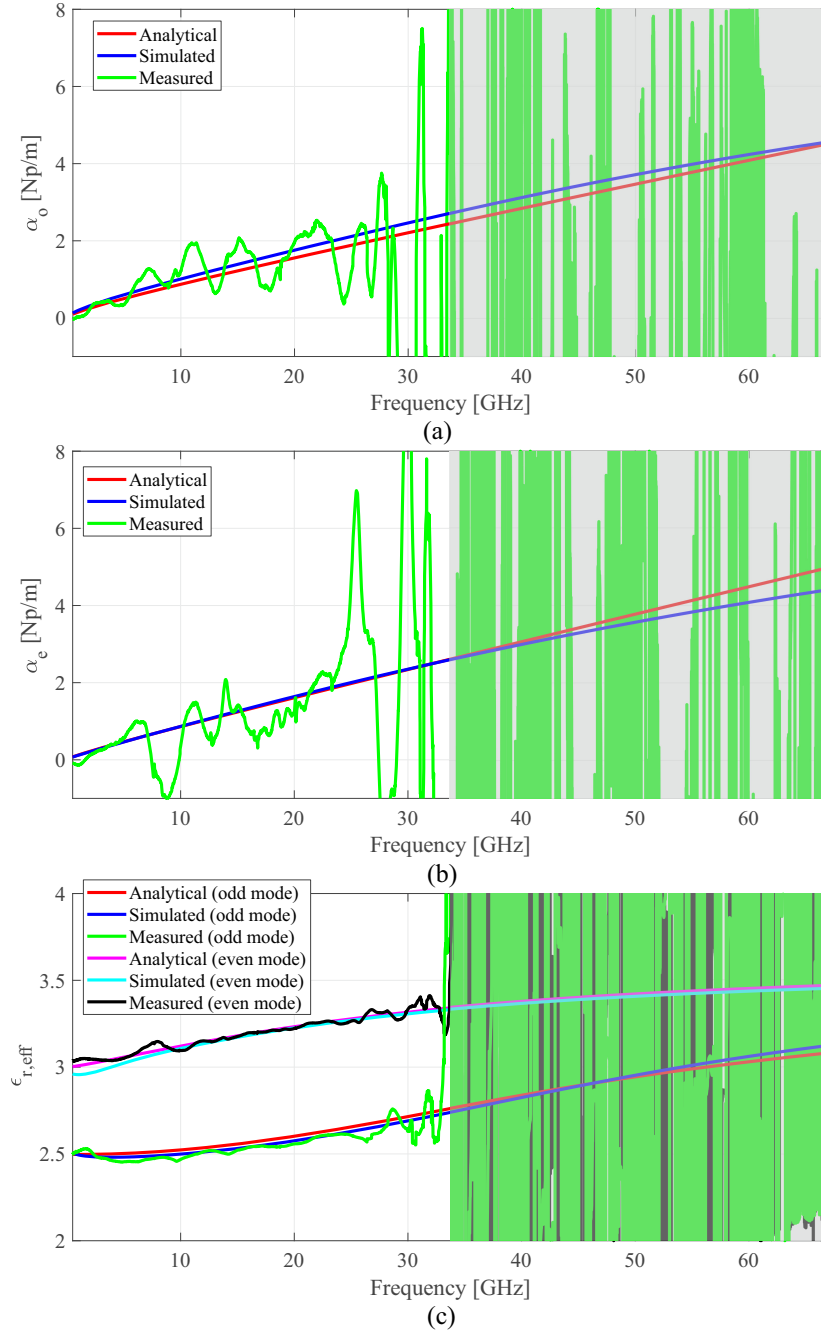 8
6
4
2
0
α_o [Np/m]
Analytical
Simulated
Measured
10 20 30 40 50 60
Frequency [GHz]
(a)
8
6
4
2
0
α_e [Np/m]
Analytical
Simulated
Measured
10 20 30 40 50 60
Frequency [GHz]
(b)
4
3.5
3
2.5
2
ϵ_r,eff
Analytical (odd mode)
Simulated (odd mode)
Measured (odd mode)
Analytical (even mode)
Simulated (even mode)
Measured (even mode)
10 20 30 40 50 60
Frequency [GHz]
(c)